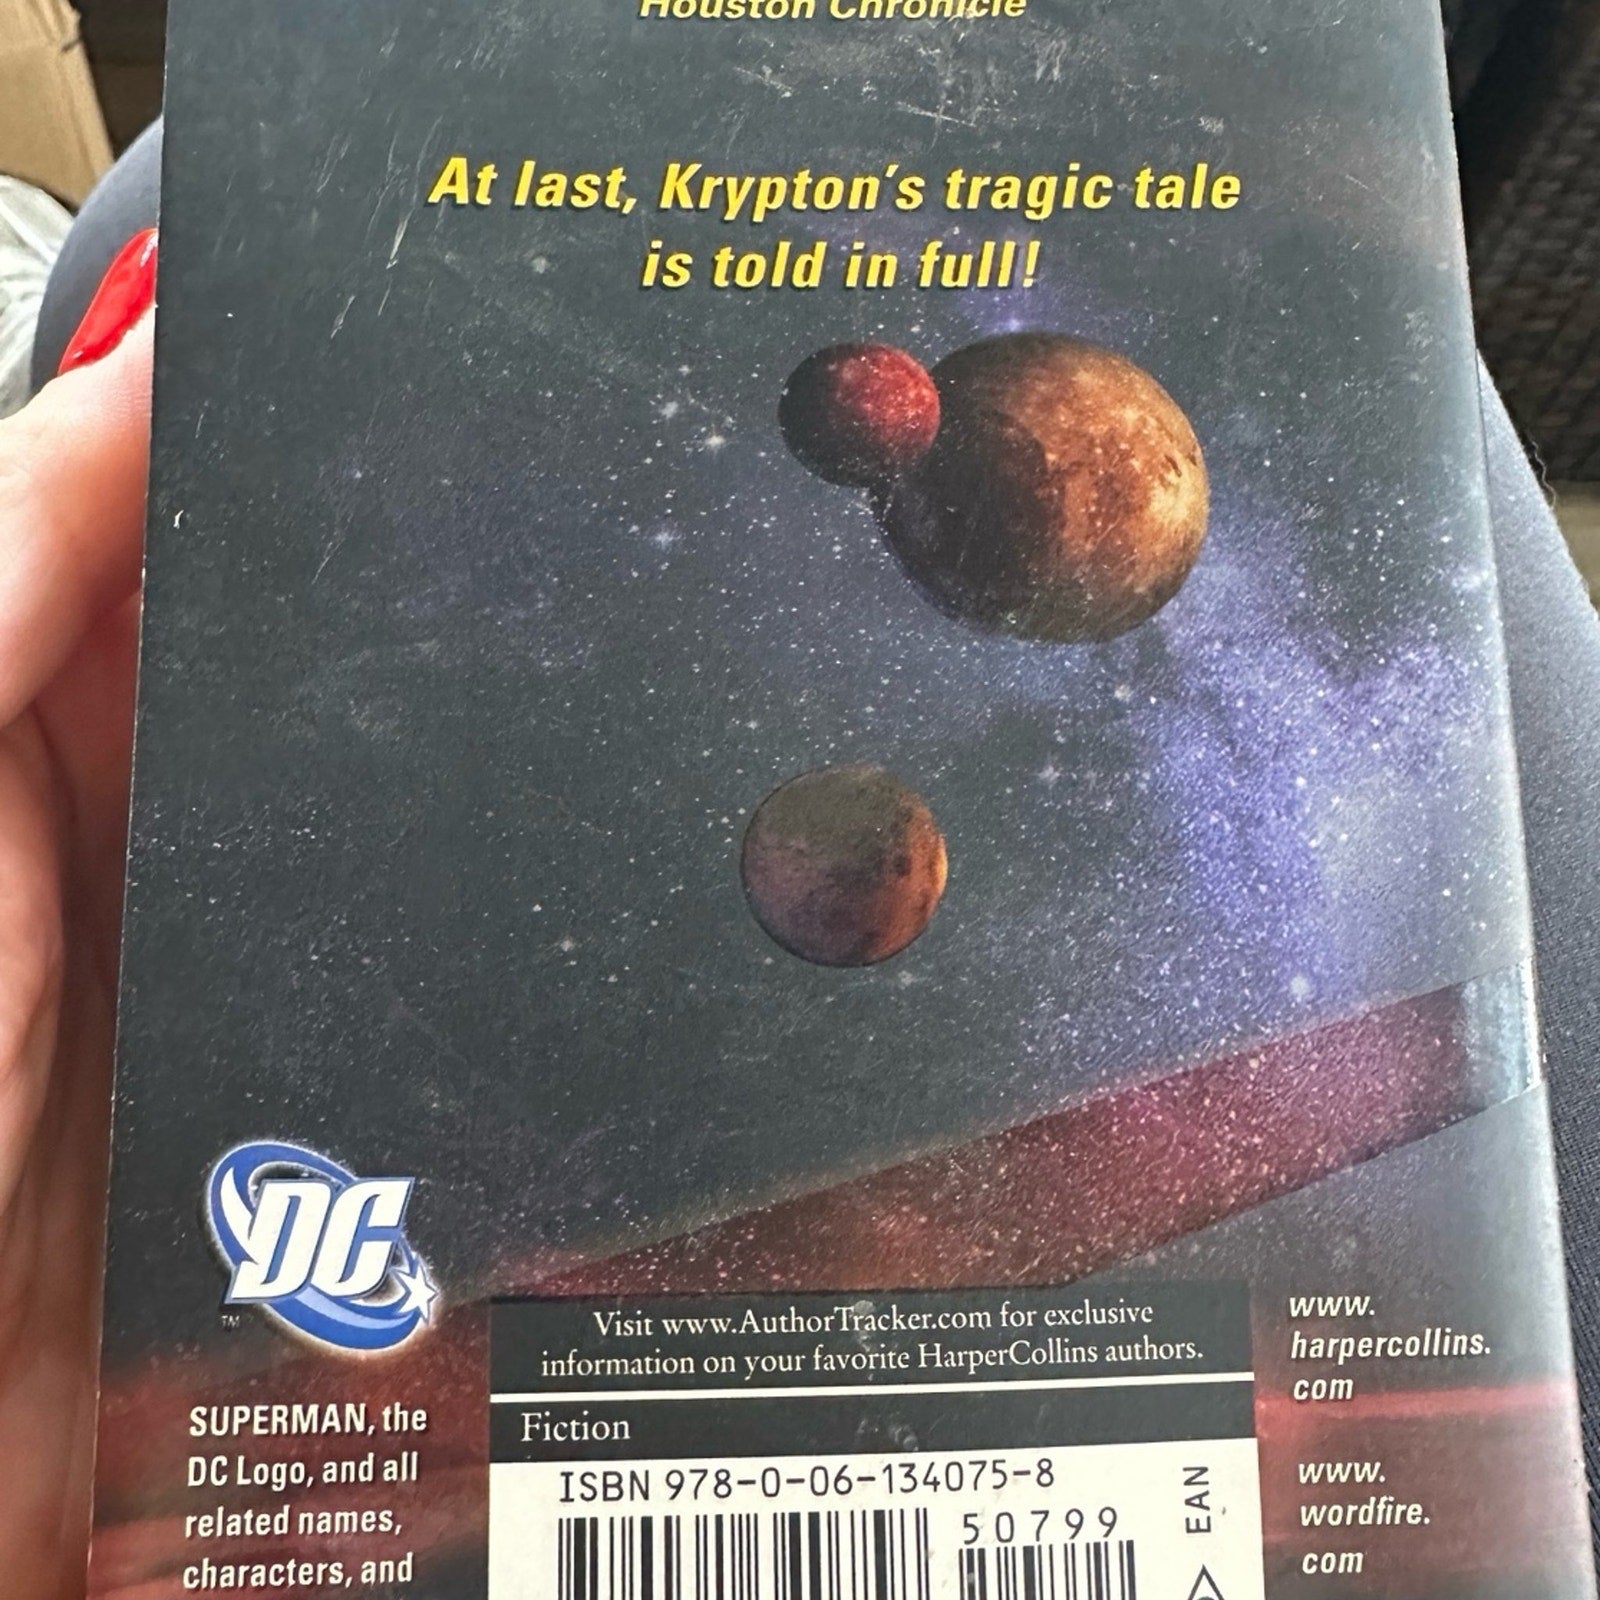 Houston Chronicle
At last, Krypton's tragic tale
is told in full!
DC
TM
SUPERMAN, the
DC Logo, and all
related names,
characters, and
Visit www.AuthorTracker.com for exclusive
information on your favorite HarperCollins authors.
Fiction
ISBN 978-0-06-134075-8
50799
EAN
www.
harpercollins.
com
www.
wordfire.
com